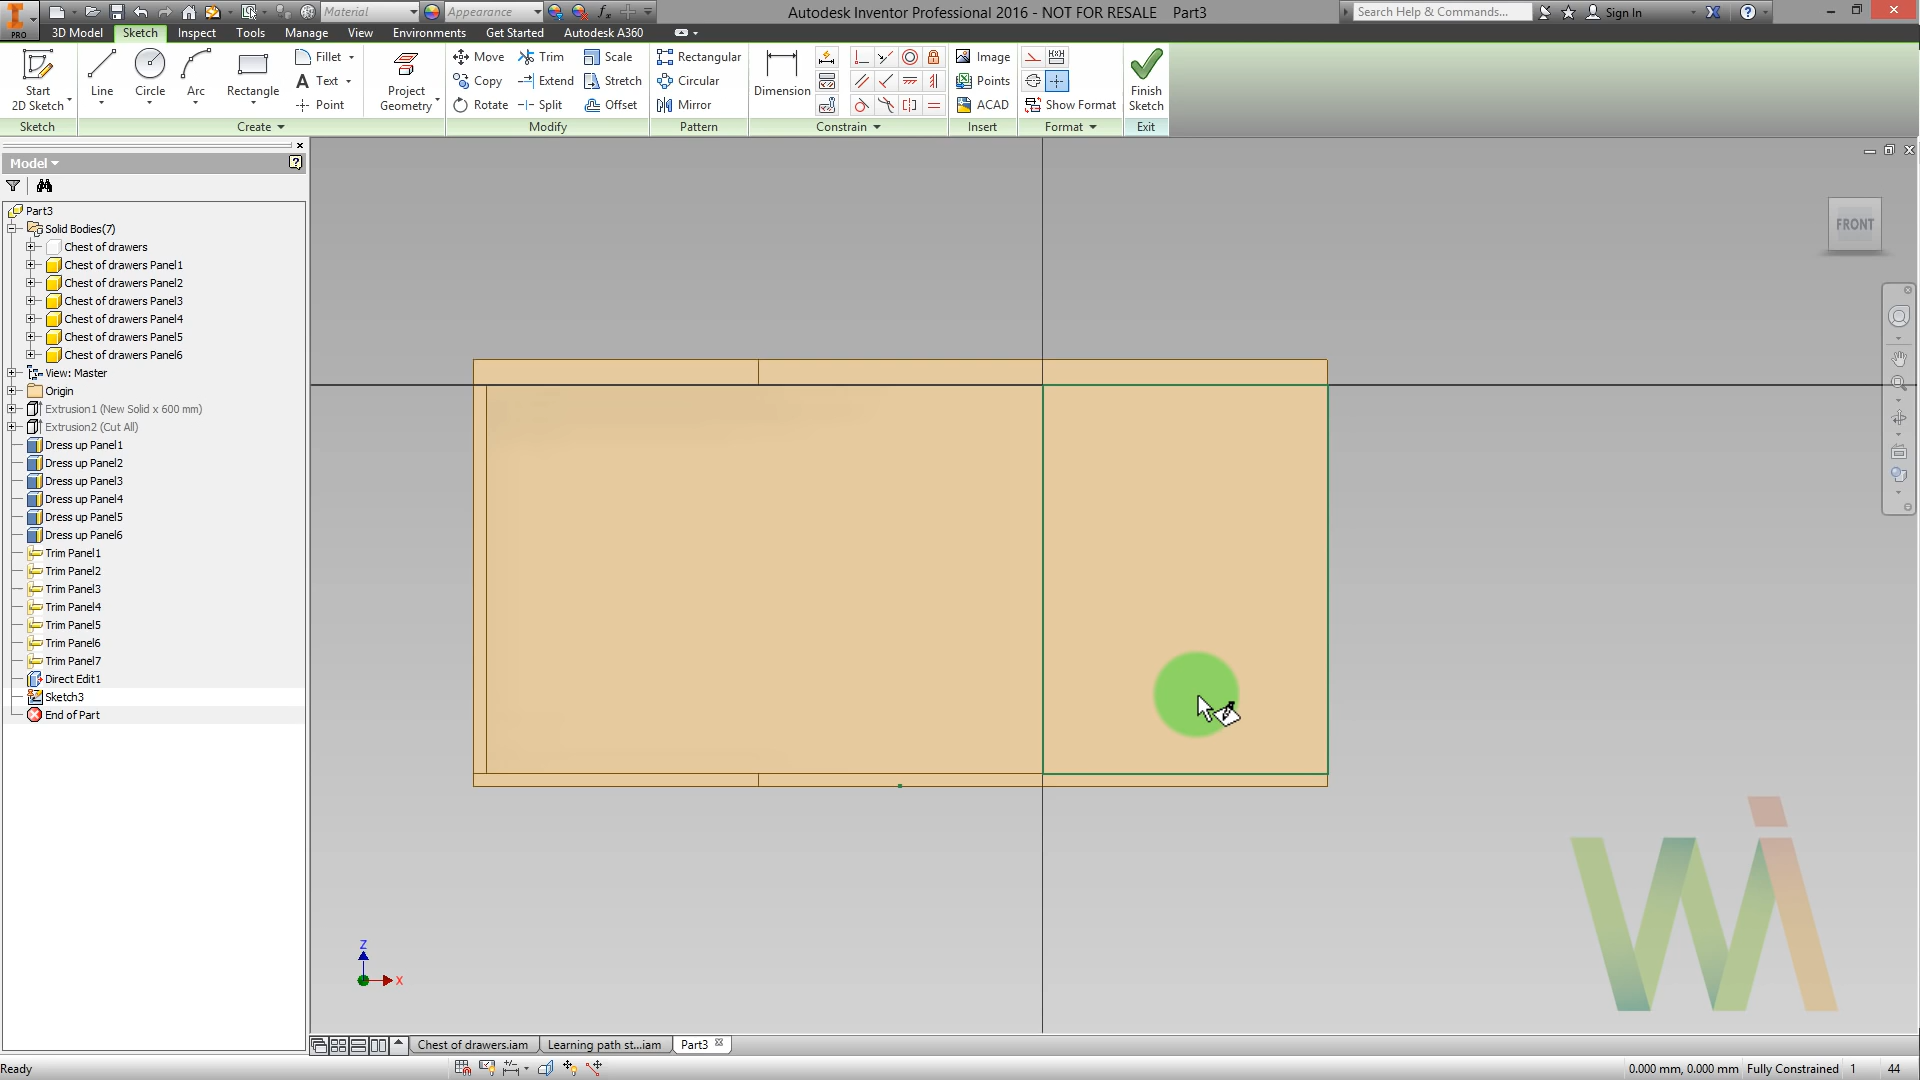 PRO
Material
Appearance
Autodesk Inventor Professional 2016 - NOT FOR RESALE Part3
Search Help & Commands...
Sign In
3D Model Sketch Inspect Tools Manage View Environments Get Started Autodesk A360
Start
2D Sketch
Line
Circle
Arc
Rectangle
Fillet
Text
Point
Project
Geometry
Move
Trim
Scale
Copy
Extend
Stretch
Rotate
Split
Offset
Rectangular
Circular
Mirror
Dimension
Image
Points
ACAD
Show Format
Finish
Sketch
Sketch Create Modify Pattern Constrain Insert Format Exit
Model
Part3
Solid Bodies(7)
Chest of drawers
Chest of drawers Panel1
Chest of drawers Panel2
Chest of drawers Panel3
Chest of drawers Panel4
Chest of drawers Panel5
Chest of drawers Panel6
View: Master
Origin
Extrusion1 (New Solid x 600 mm)
Extrusion2 (Cut All)
Dress up Panel1
Dress up Panel2
Dress up Panel3
Dress up Panel4
Dress up Panel5
Dress up Panel6
Trim Panel1
Trim Panel2
Trim Panel3
Trim Panel4
Trim Panel5
Trim Panel6
Trim Panel7
Direct Edit1
Sketch3
End of Part
FRONT
Z
X
Chest of drawers.iam Learning path st...iam Part3
Ready
0.000 mm, 0.000 mm Fully Constrained 1 44